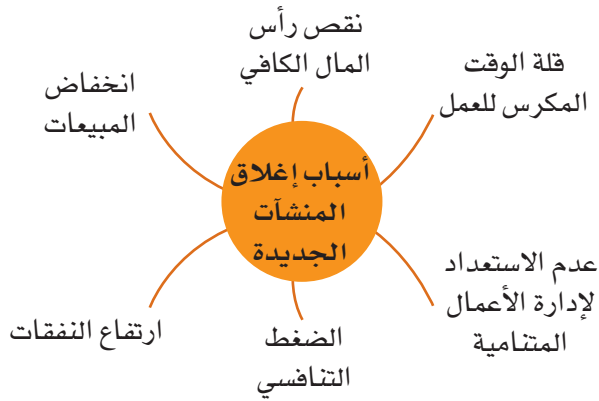 أسباب إغلاق
المنشآت
الجديدة
نقص رأس
المال الكافي
قلة الوقت
المكرس للعمل
عدم الاستعداد
لإدارة الأعمال
المتنامية
الضغط
التنافسي
ارتفاع النفقات
انخفاض
المبيعات